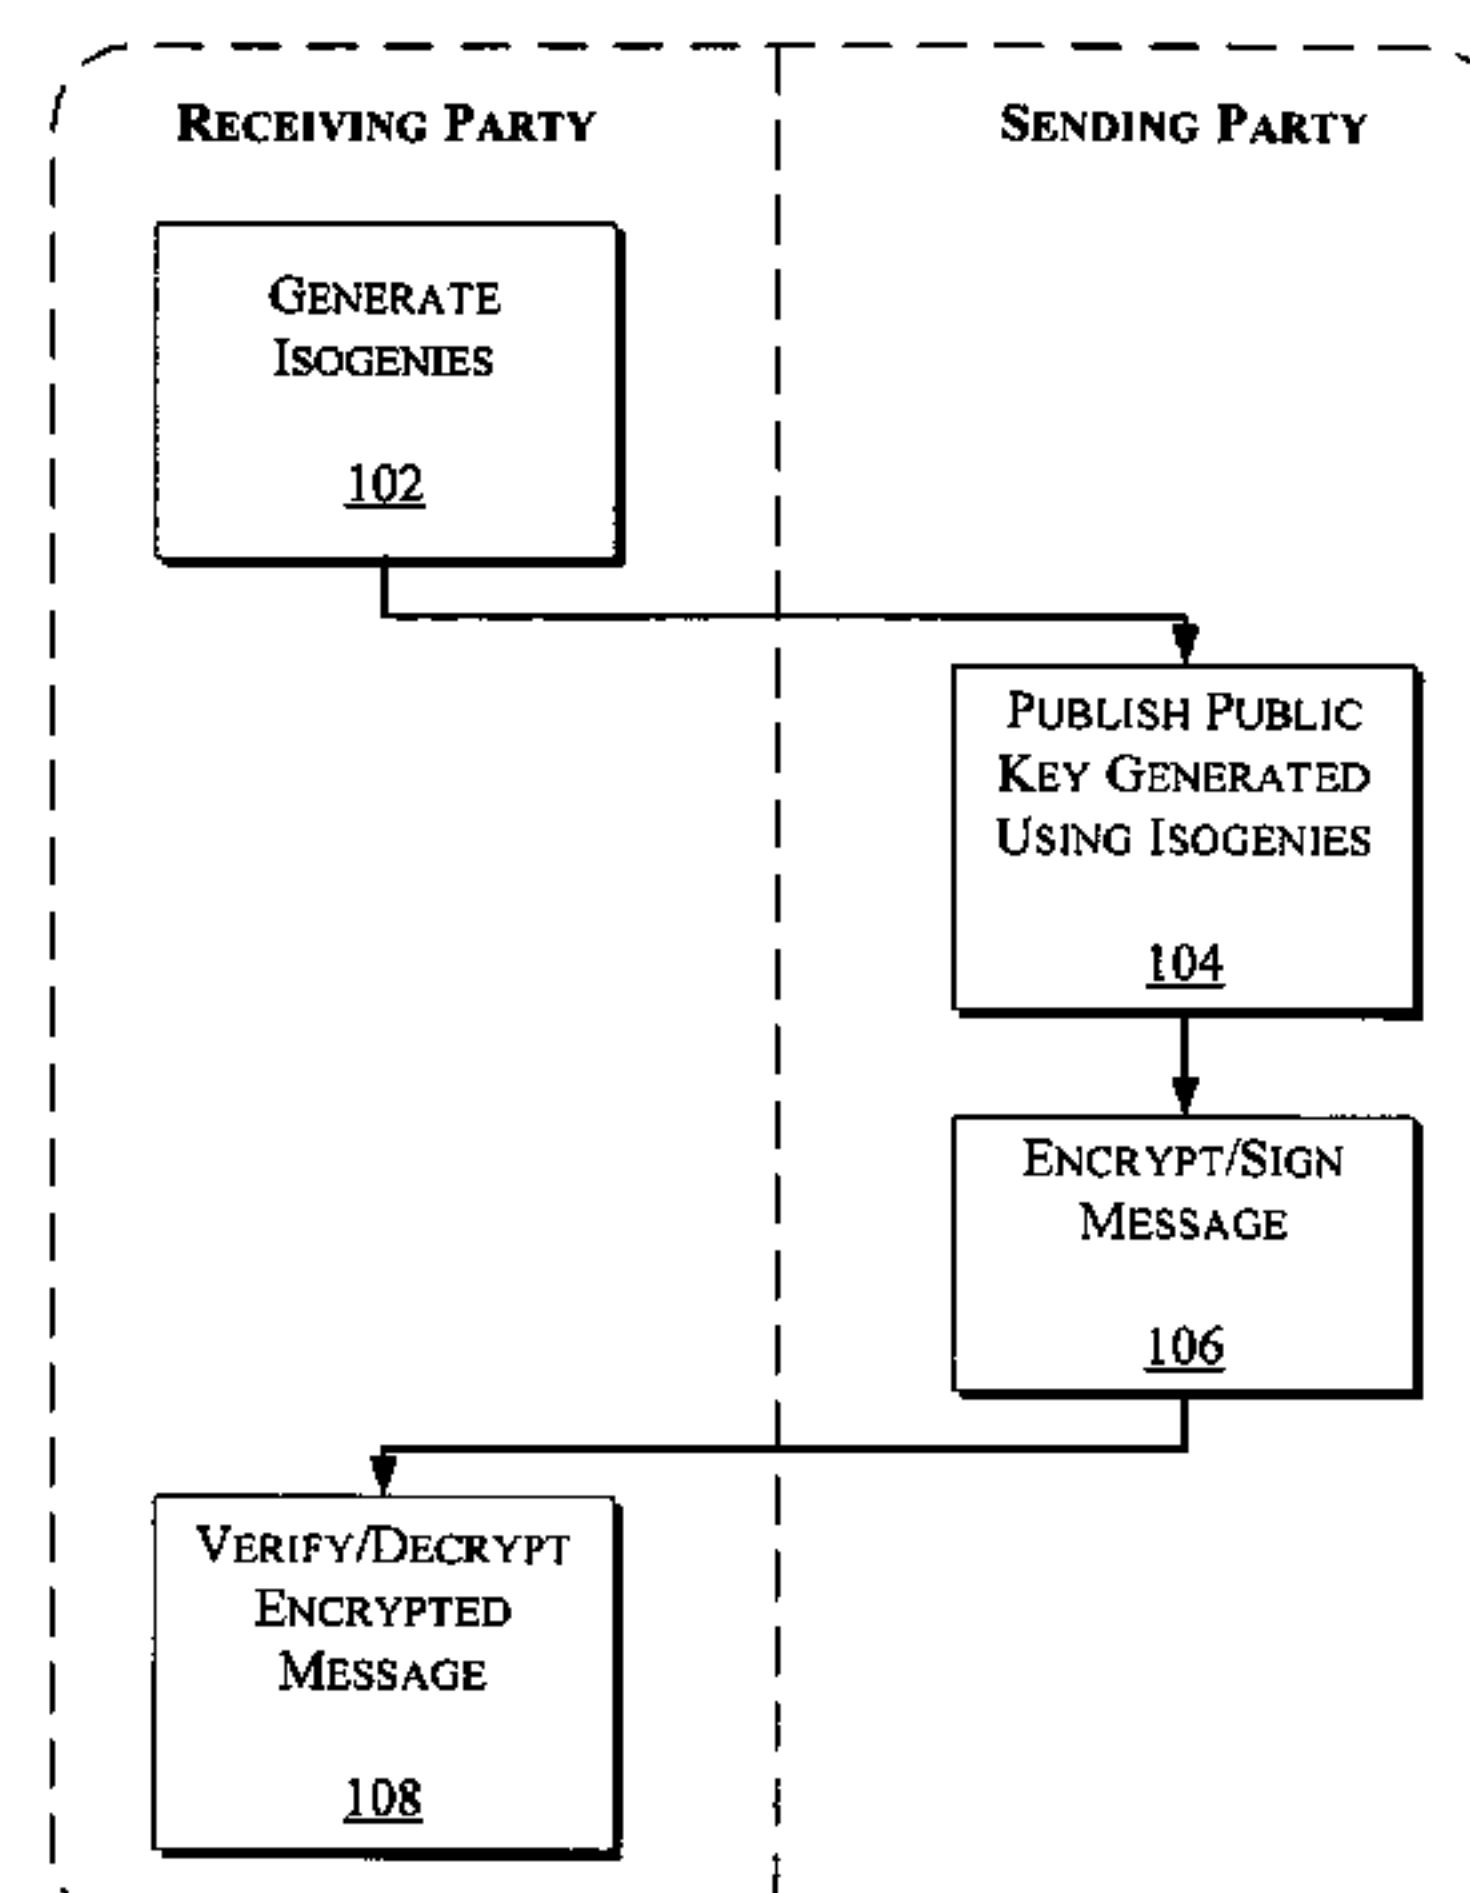 RECEIVING PARTY
SENDING PARTY
GENERATE
ISOGENIES
102
PUBLISH PUBLIC
KEY GENERATED
USING ISOGENIES
104
ENCRYPT/SIGN
MESSAGE
106
VERIFY/DECRYPT
ENCRYPTED
MESSAGE
108